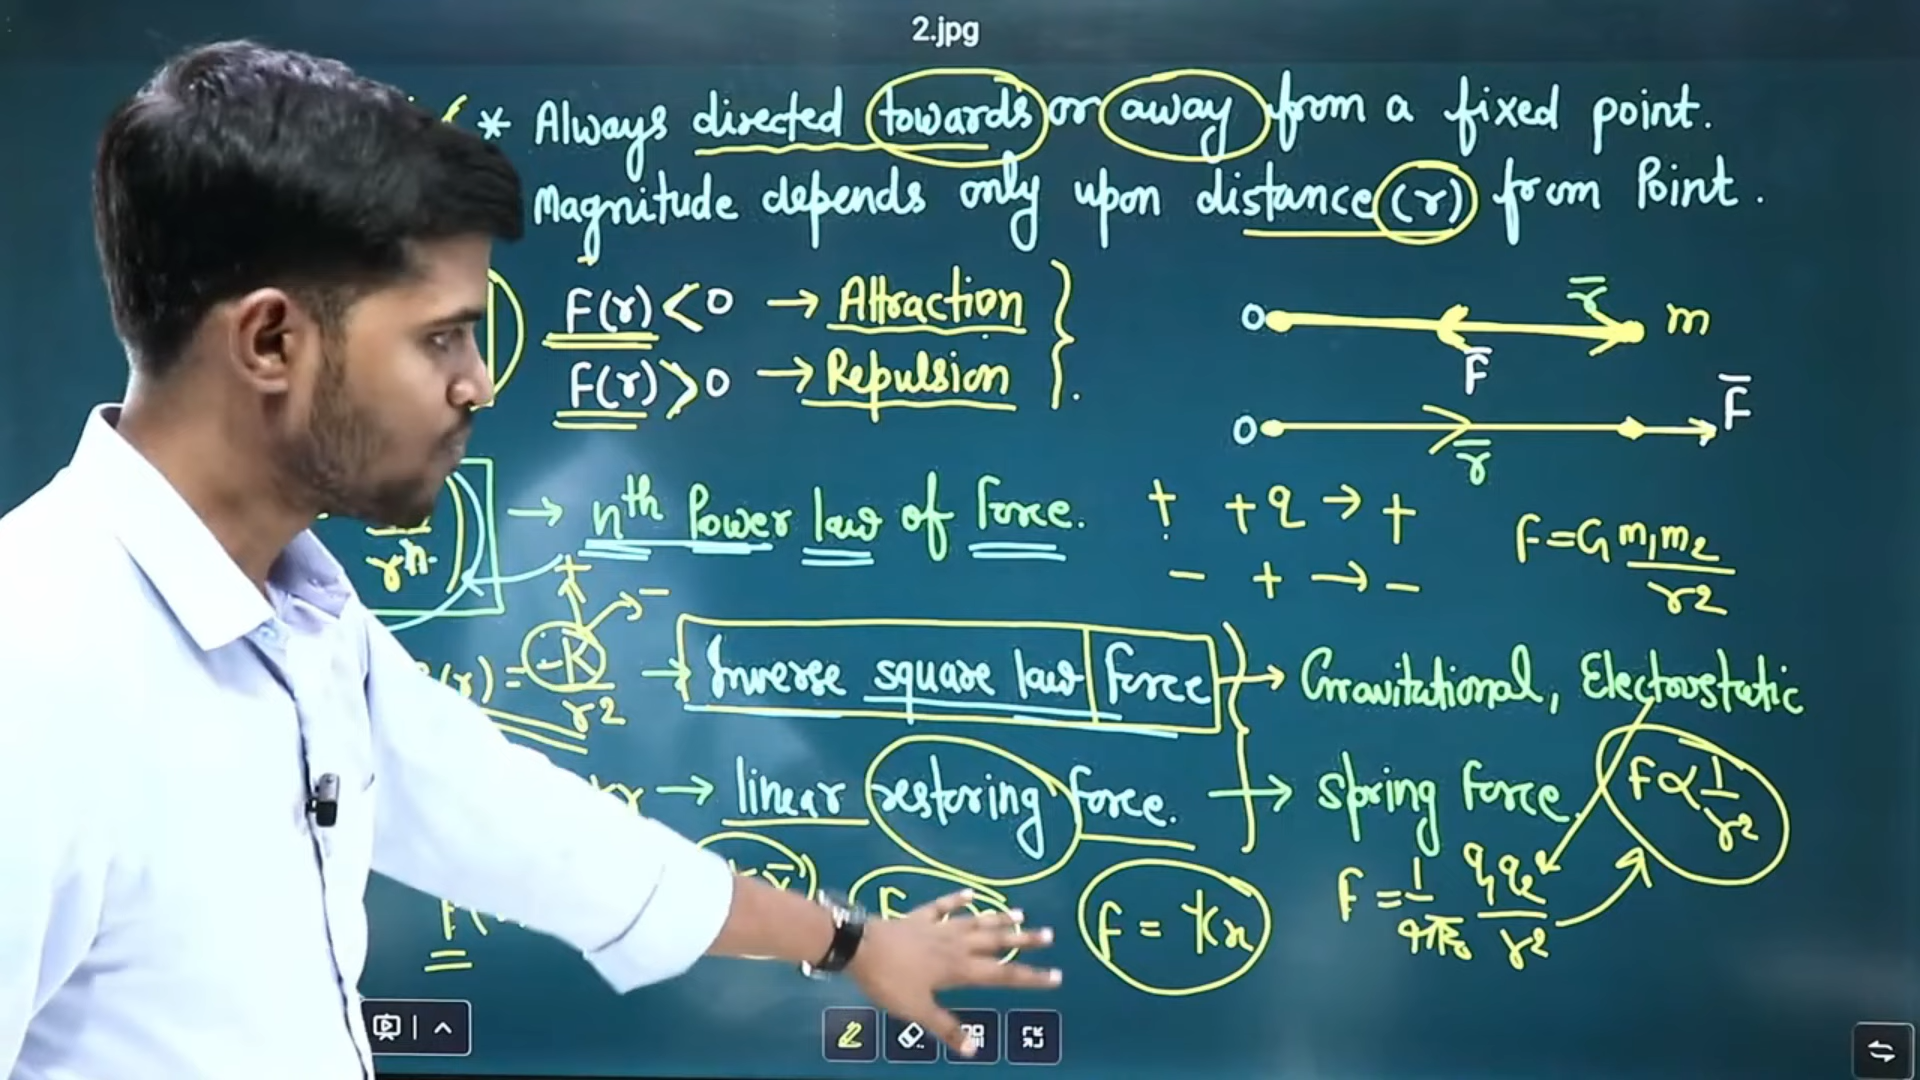 2.jpg
* Always directed towards or away from a fixed point.
Magnitude depends only upon distance (r) from Point.
F(r) < 0 → Attraction
F(r) > 0 → Repulsion
0 r̄ m
F̄
0 r̄ F̄
rⁿ → nth Power law of Force.
+ +q → +
- + → -
F = G m₁m₂ / r²
+ -
(r) = -K / r² → Inverse square law Force → Gravitational, Electrostatic
→ linear restoring force. → spring force.
F ∝ 1 / r²
F = Kx
F = 1 / 4πε₀ q₁q₂ / r²